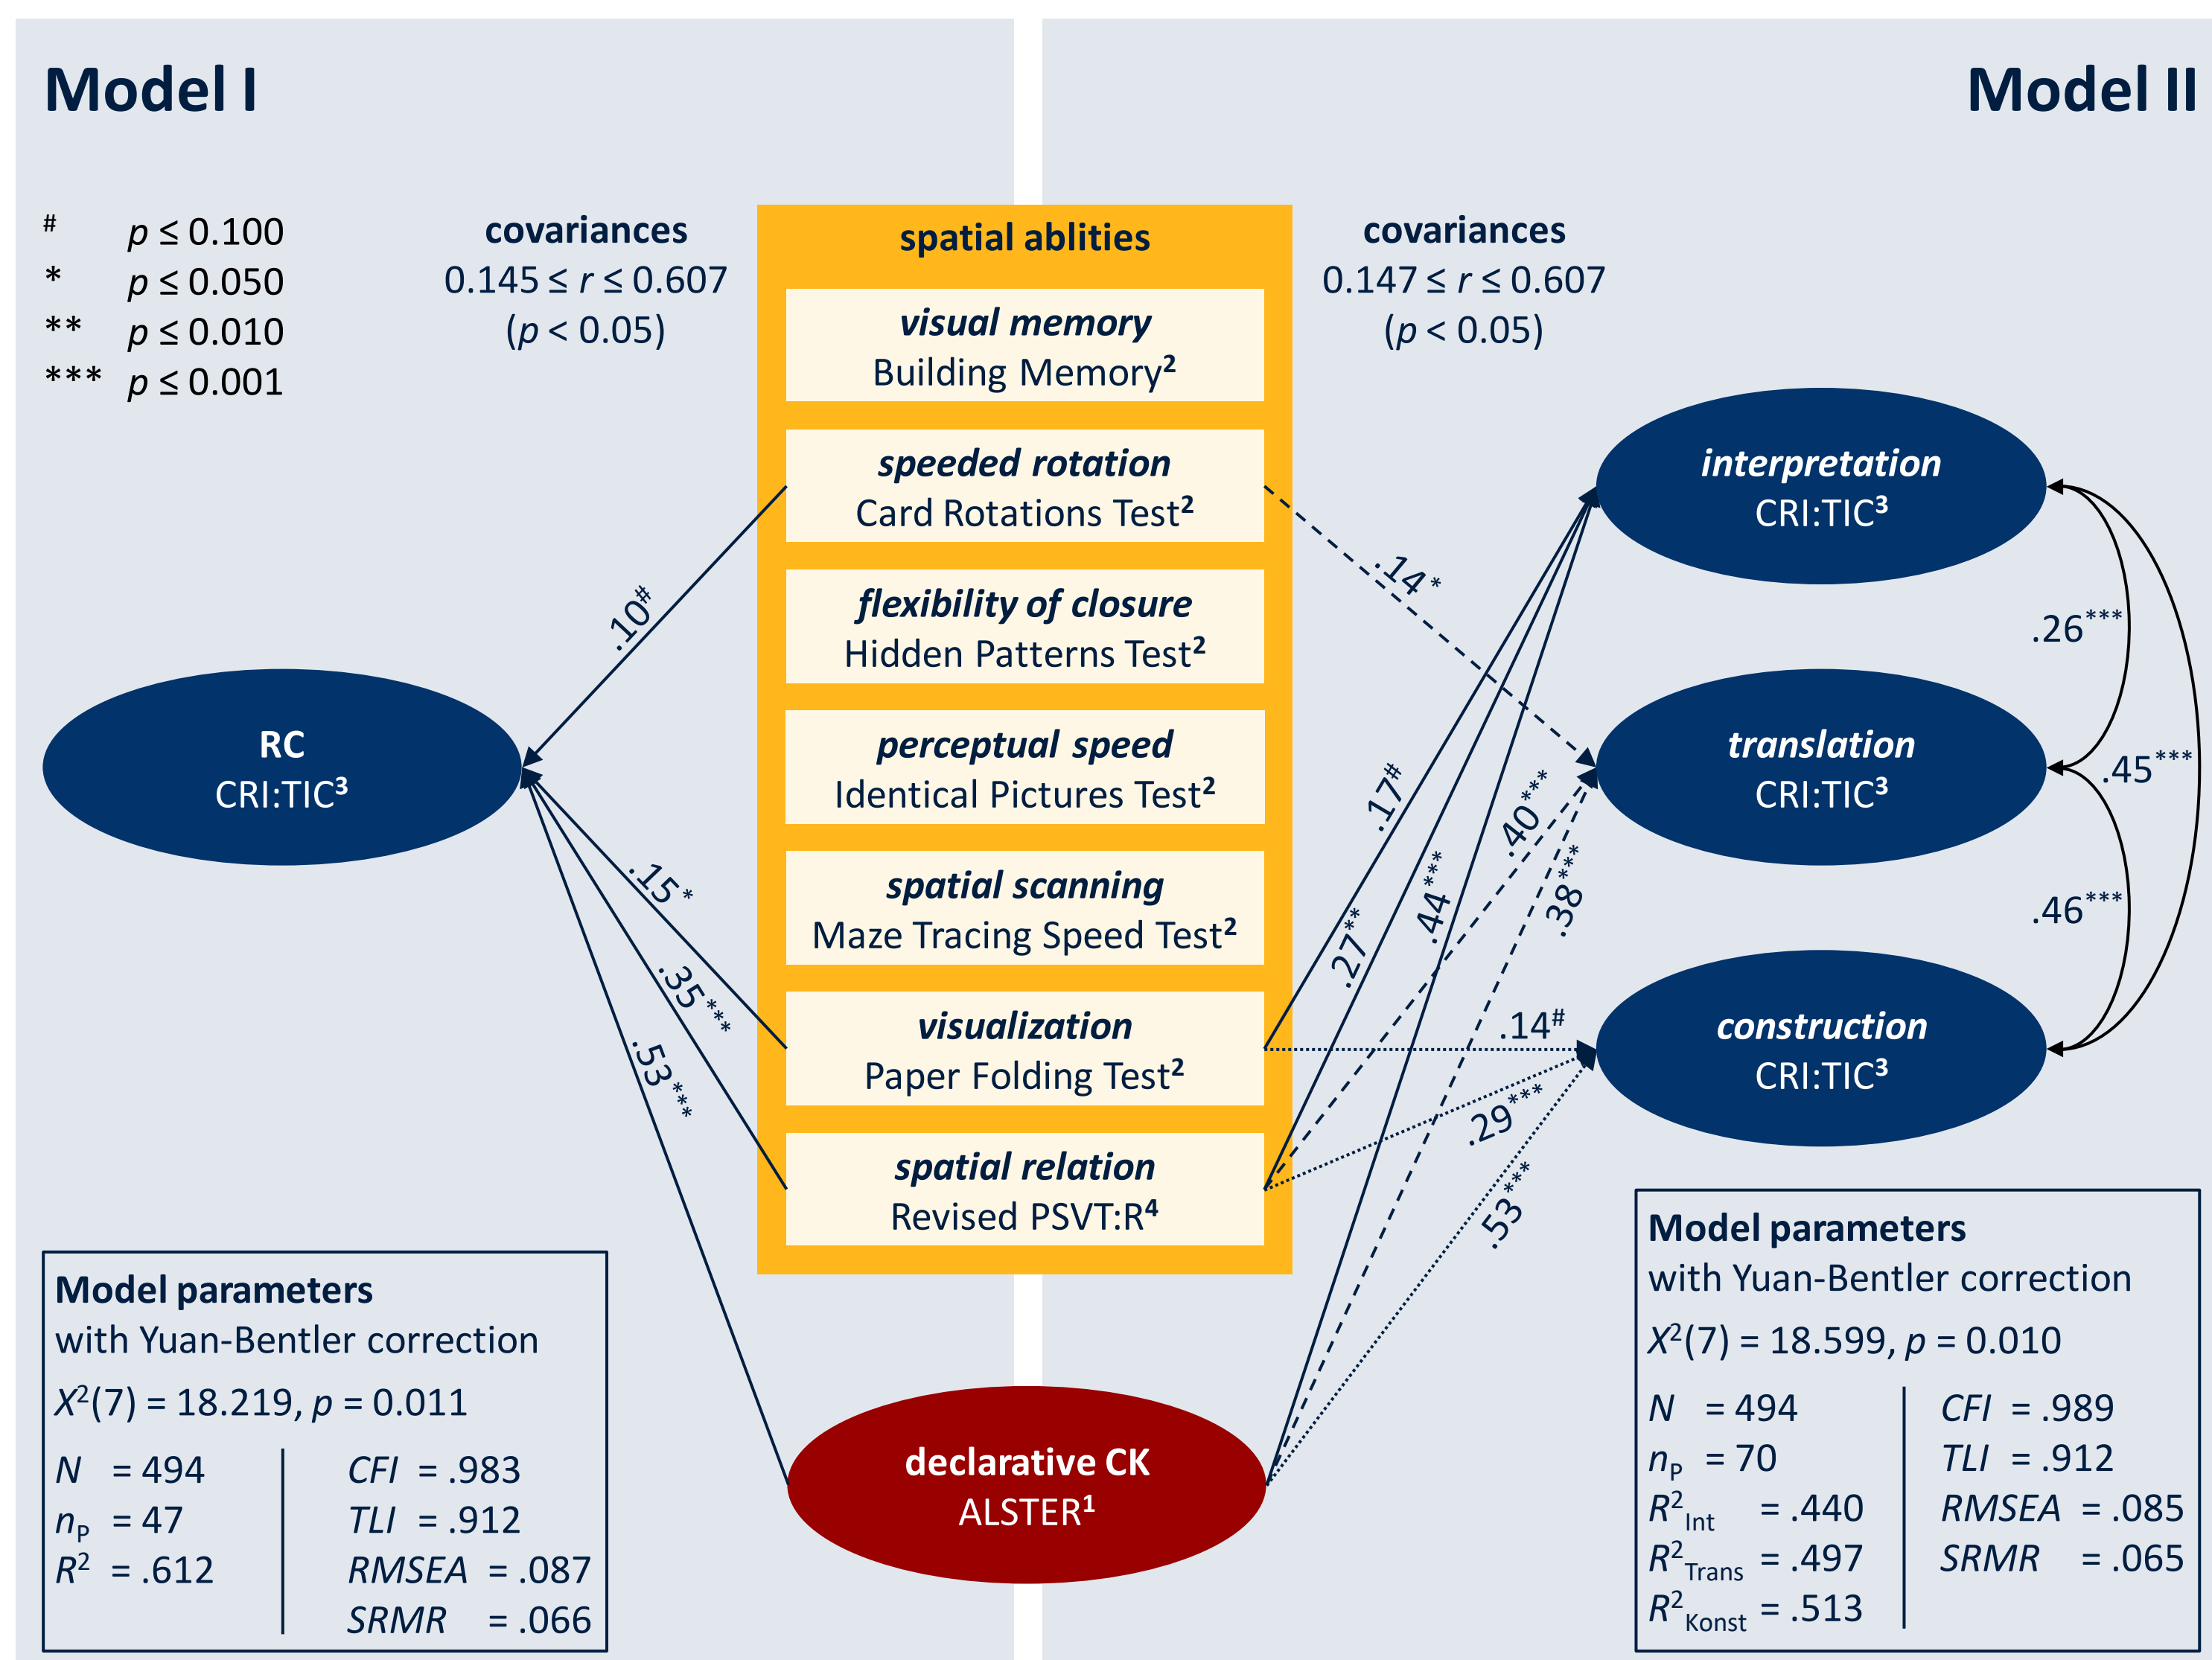 Model I
Model II
# p ≤ 0.100
* p ≤ 0.050
** p ≤ 0.010
*** p ≤ 0.001
covariances
0.145 ≤ r ≤ 0.607
(p < 0.05)
spatial ablities
visual memory
Building Memory²
speeded rotation
Card Rotations Test²
flexibility of closure
Hidden Patterns Test²
perceptual speed
Identical Pictures Test²
spatial scanning
Maze Tracing Speed Test²
visualization
Paper Folding Test²
spatial relation
Revised PSVT:R⁴
covariances
0.147 ≤ r ≤ 0.607
(p < 0.05)
RC
CRI:TIC³
.10#
.15*
.35***
.53***
interpretation
CRI:TIC³
translation
CRI:TIC³
construction
CRI:TIC³
.14*
.17#
.27**
.44***
.40***
.38***
.14#
.29***
.53***
.26***
.45***
.46***
declarative CK
ALSTER¹
Model parameters
with Yuan-Bentler correction
X²(7) = 18.219, p = 0.011
N = 494
nP = 47
R² = .612
CFI = .983
TLI = .912
RMSEA = .087
SRMR = .066
Model parameters
with Yuan-Bentler correction
X²(7) = 18.599, p = 0.010
N = 494
nP = 70
R²Int = .440
R²Trans = .497
R²Konst = .513
CFI = .989
TLI = .912
RMSEA = .085
SRMR = .065